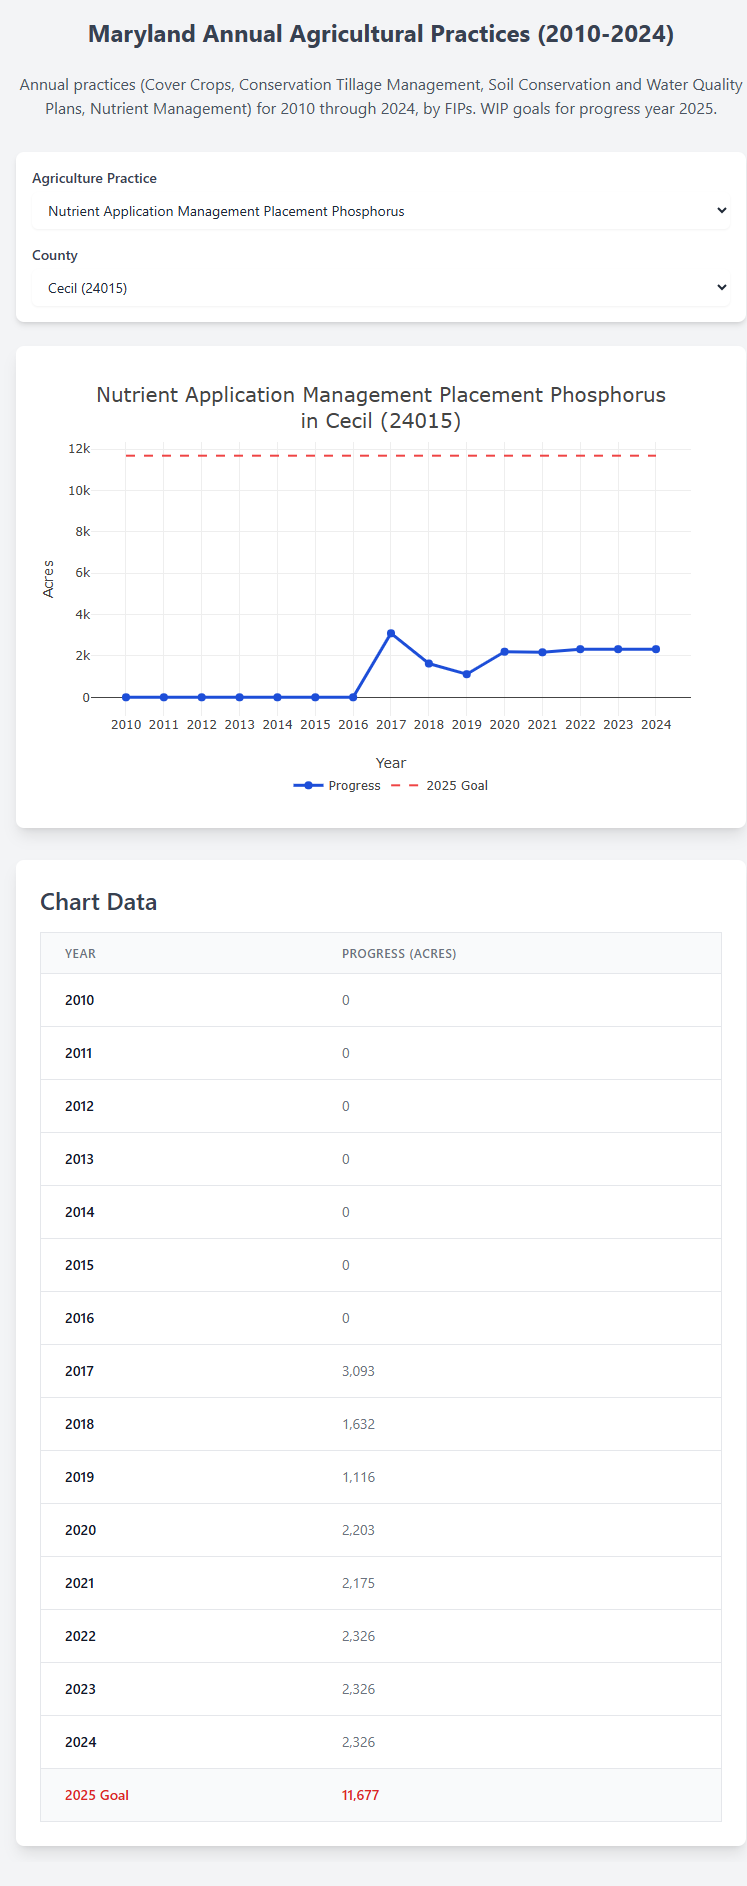 Maryland Annual Agricultural Practices (2010-2024)
Annual practices (Cover Crops, Conservation Tillage Management, Soil Conservation and Water Quality
Plans, Nutrient Management) for 2010 through 2024, by FIPs. WIP goals for progress year 2025.
Agriculture Practice
Nutrient Application Management Placement Phosphorus
County
Cecil (24015)
Nutrient Application Management Placement Phosphorus
in Cecil (24015)
12k
10k
8k
6k
4k
2k
0
Acres
2010 2011 2012 2013 2014 2015 2016 2017 2018 2019 2020 2021 2022 2023 2024
Year
Progress 2025 Goal
Chart Data
YEAR PROGRESS (ACRES)
2010 0
2011 0
2012 0
2013 0
2014 0
2015 0
2016 0
2017 3,093
2018 1,632
2019 1,116
2020 2,203
2021 2,175
2022 2,326
2023 2,326
2024 2,326
2025 Goal 11,677